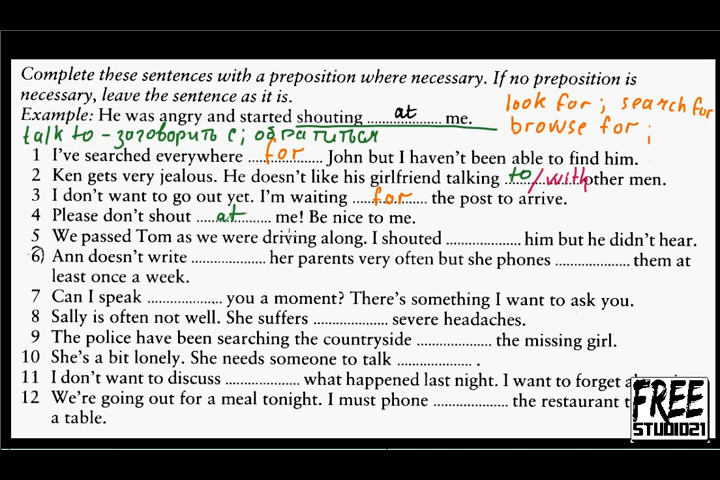 Complete these sentences with a preposition where necessary. If no preposition is
necessary, leave the sentence as it is.
Example: He was angry and started shouting ......at...... me.
look for; search for
browse for;
talk to – заговорить с; обратиться
1 I've searched everywhere ......for...... John but I haven't been able to find him.
2 Ken gets very jealous. He doesn't like his girlfriend talking to/with other men.
3 I don't want to go out yet. I'm waiting ......for...... the post to arrive.
4 Please don't shout ......at...... me! Be nice to me.
5 We passed Tom as we were driving along. I shouted .............. him but he didn't hear.
6 Ann doesn't write .............. her parents very often but she phones .............. them at
least once a week.
7 Can I speak .............. you a moment? There's something I want to ask you.
8 Sally is often not well. She suffers .............. severe headaches.
9 The police have been searching the countryside .............. the missing girl.
10 She's a bit lonely. She needs someone to talk .............. .
11 I don't want to discuss .............. what happened last night. I want to forget
12 We're going out for a meal tonight. I must phone .............. the restaurant
a table.
FREE
STUDIO21